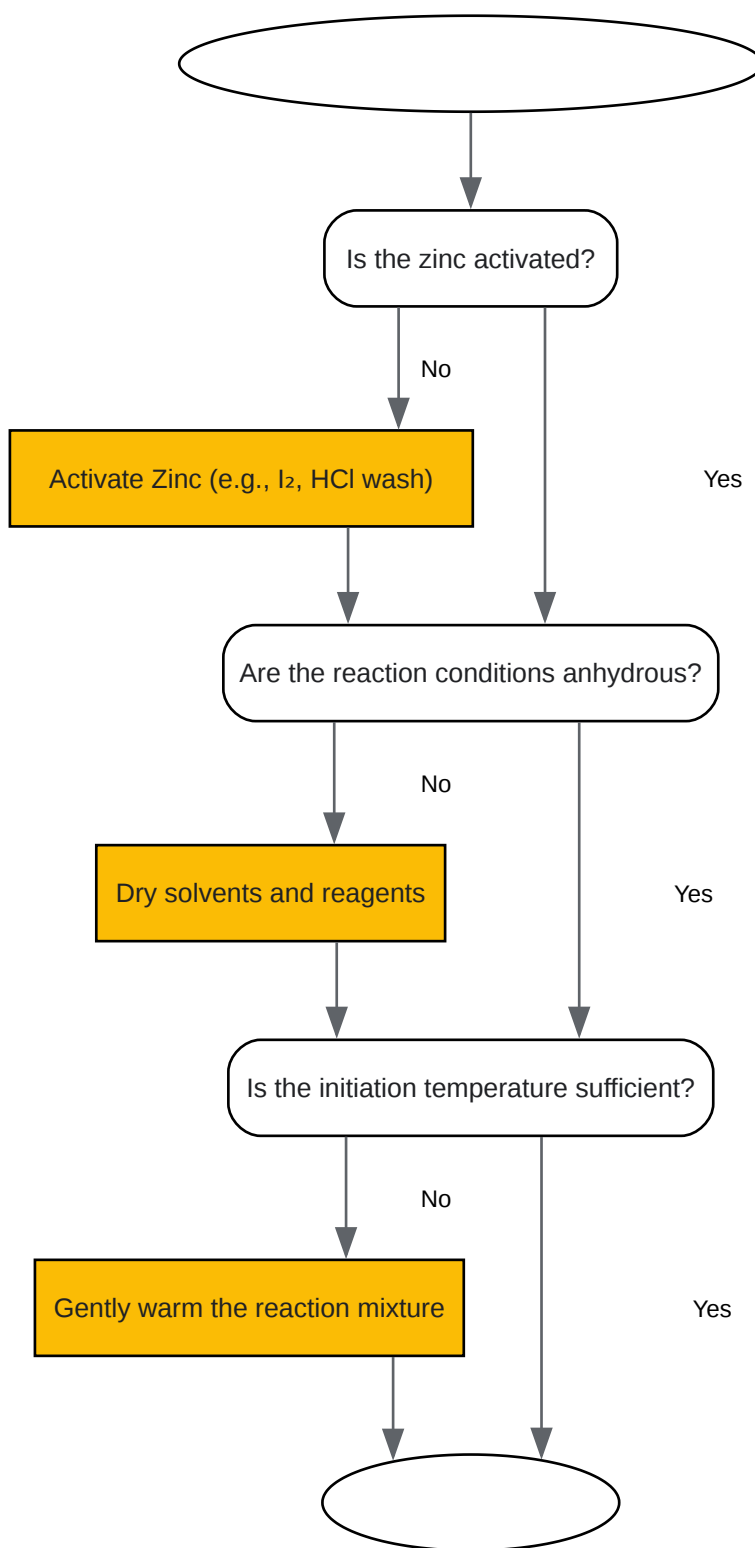 Is the zinc activated?
No
Activate Zinc (e.g., I₂, HCl wash)
Yes
Are the reaction conditions anhydrous?
No
Dry solvents and reagents
Yes
Is the initiation temperature sufficient?
No
Gently warm the reaction mixture
Yes